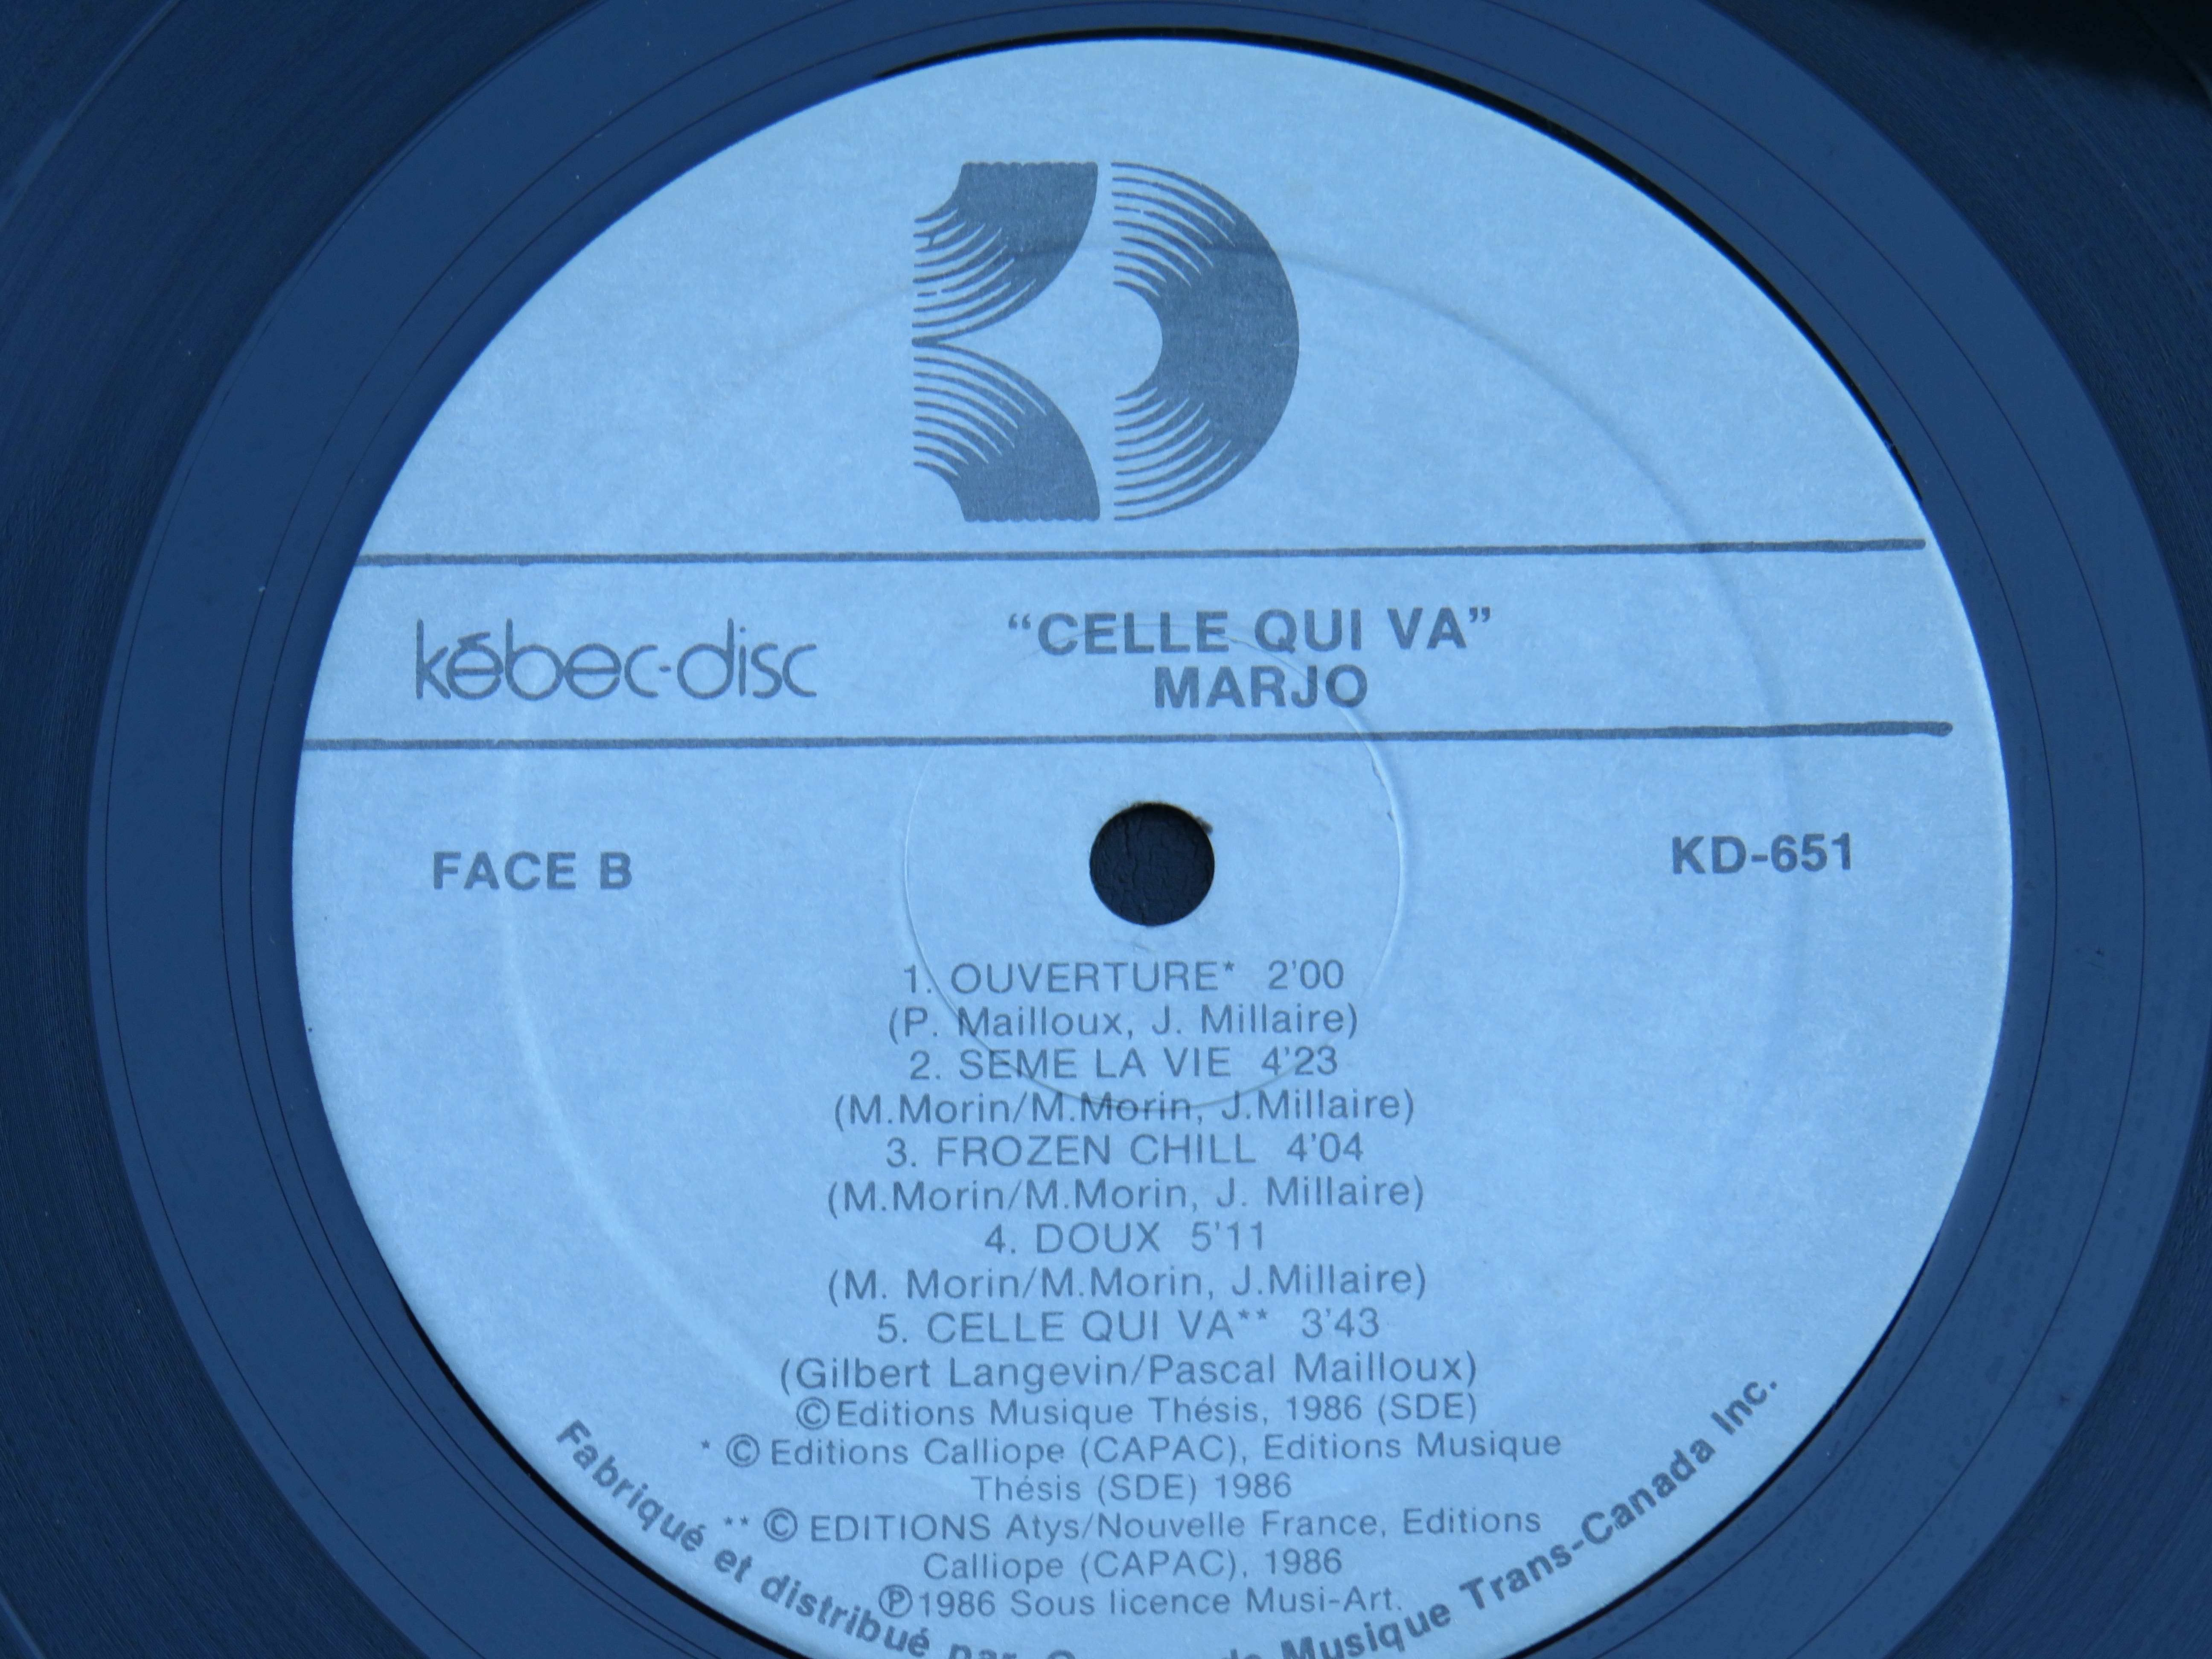 KD
kébec-disc
“CELLE QUI VA”
MARJO
FACE B
KD-651
1. OUVERTURE* 2'00
(P. Mailloux, J. Millaire)
2. SEME LA VIE 4'23
(M.Morin/M.Morin, J.Millaire)
3. FROZEN CHILL 4'04
(M.Morin/M.Morin, J. Millaire)
4. DOUX 5'11
(M. Morin/M.Morin, J.Millaire)
5. CELLE QUI VA** 3'43
(Gilbert Langevin/Pascal Mailloux)
©Editions Musique Thésis, 1986 (SDE)
* © Editions Calliope (CAPAC), Editions Musique
Thésis (SDE) 1986
** © EDITIONS Atys/Nouvelle France, Editions
Calliope (CAPAC), 1986
℗1986 Sous licence Musi-Art.
Fabriqué et distribué par Musique Trans-Canada Inc.